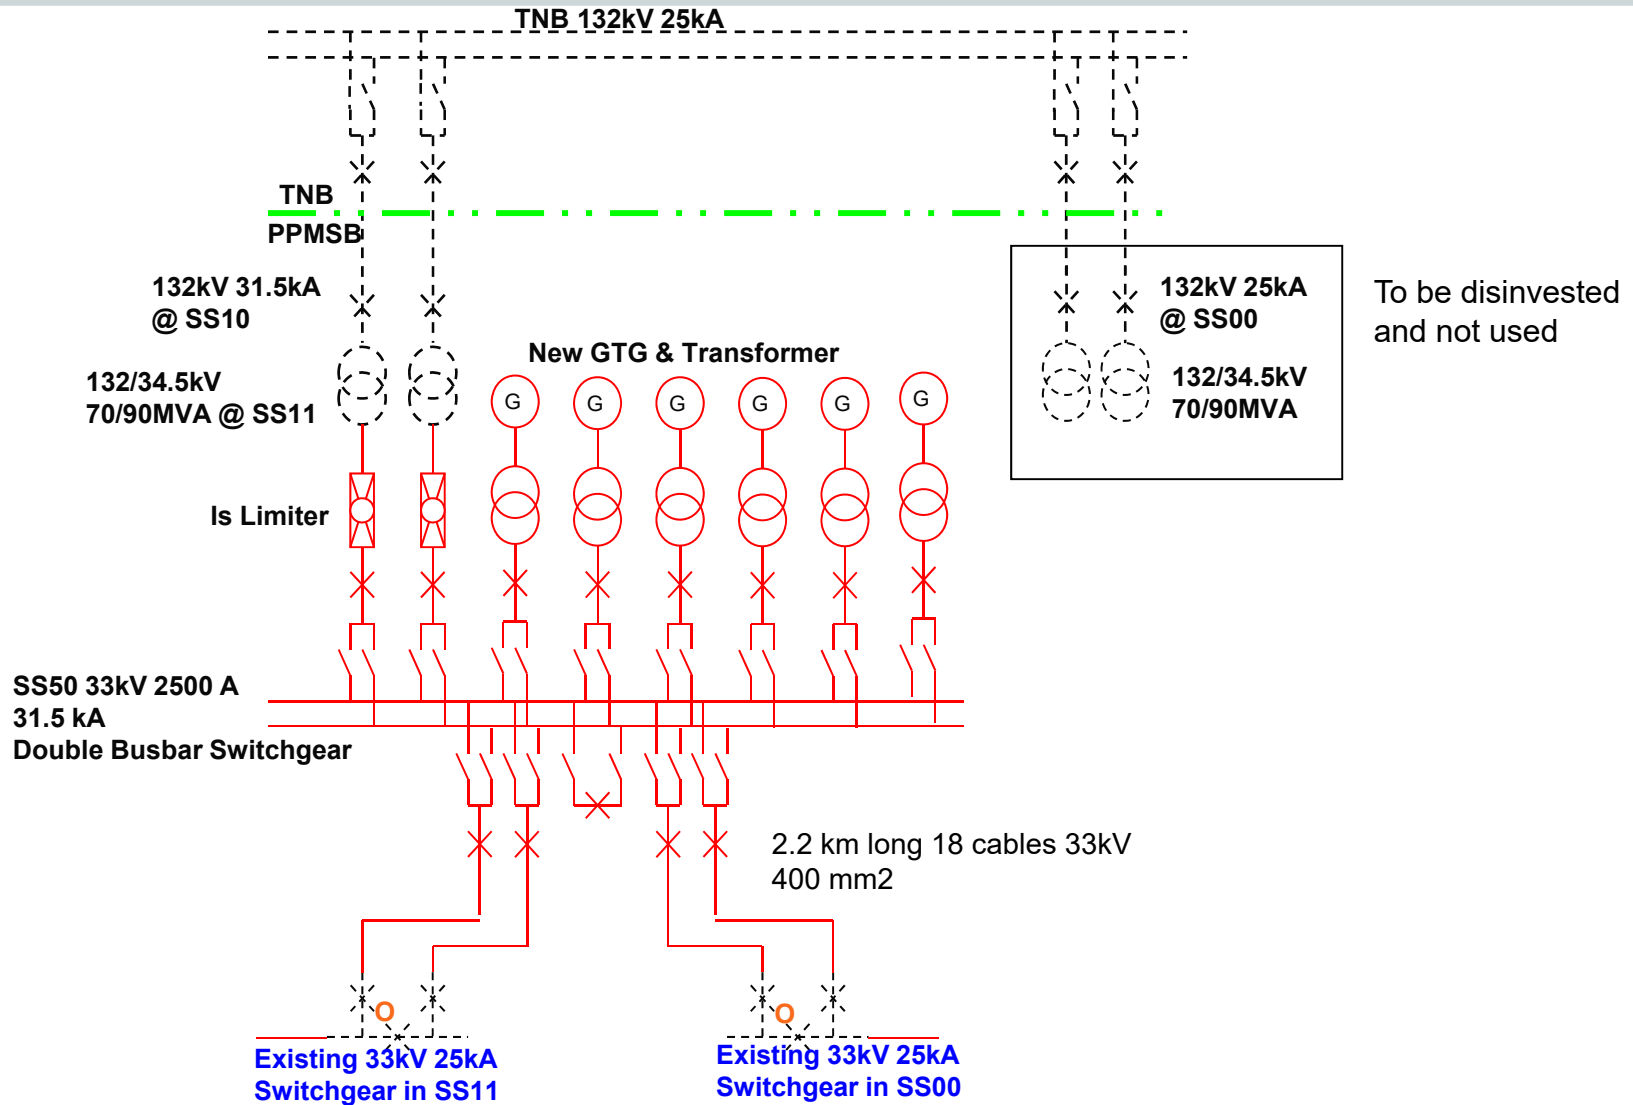 TNB 132kV 25kA
TNB
PPMSB
132kV 31.5kA
@ SS10
132kV 25kA
@ SS00
To be disinvested
and not used
New GTG & Transformer
132/34.5kV
70/90MVA @ SS11
132/34.5kV
70/90MVA
G G G G G G
Is Limiter
SS50 33kV 2500 A
31.5 kA
Double Busbar Switchgear
2.2 km long 18 cables 33kV
400 mm2
O
O
Existing 33kV 25kA
Switchgear in SS11
Existing 33kV 25kA
Switchgear in SS00